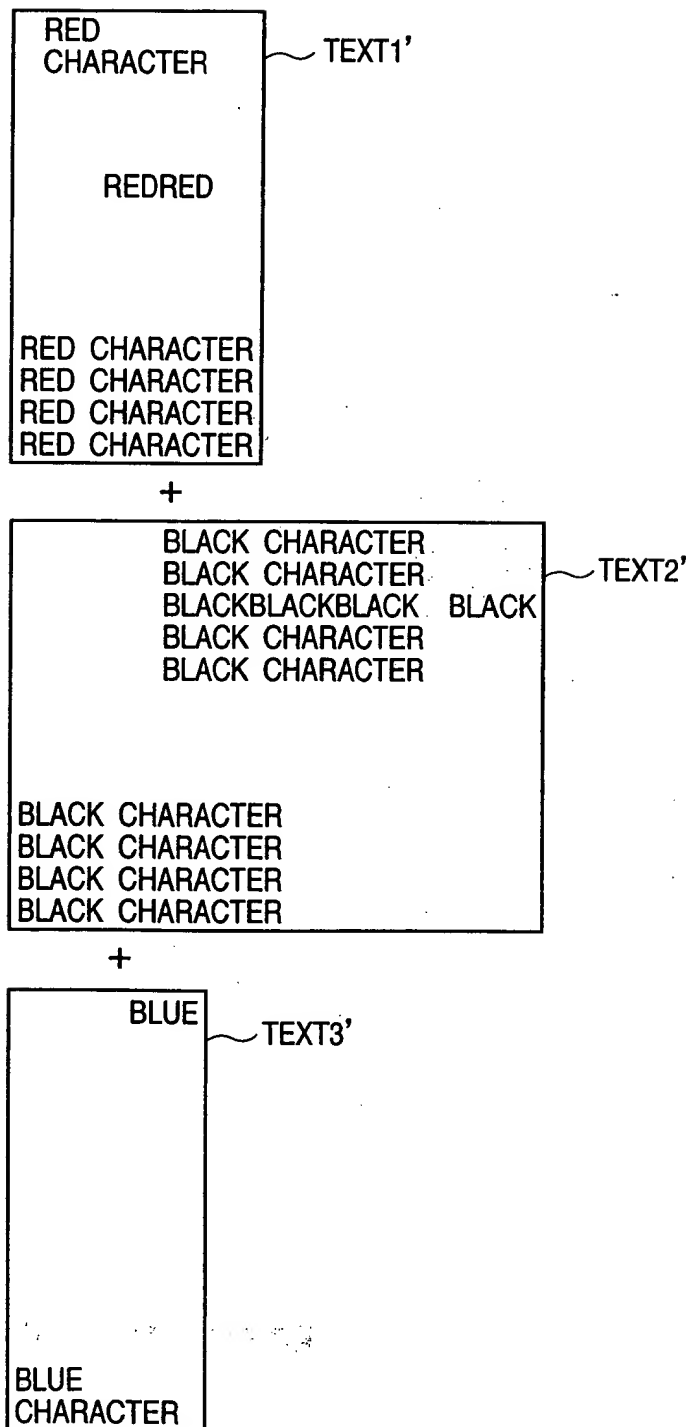 RED
CHARACTER
TEXT1'
REDRED
RED CHARACTER
RED CHARACTER
RED CHARACTER
RED CHARACTER
+
BLACK CHARACTER
BLACK CHARACTER
TEXT2'
BLACKBLACKBLACK BLACK
BLACK CHARACTER
BLACK CHARACTER
BLACK CHARACTER
BLACK CHARACTER
BLACK CHARACTER
BLACK CHARACTER
+
BLUE
TEXT3'
BLUE
CHARACTER